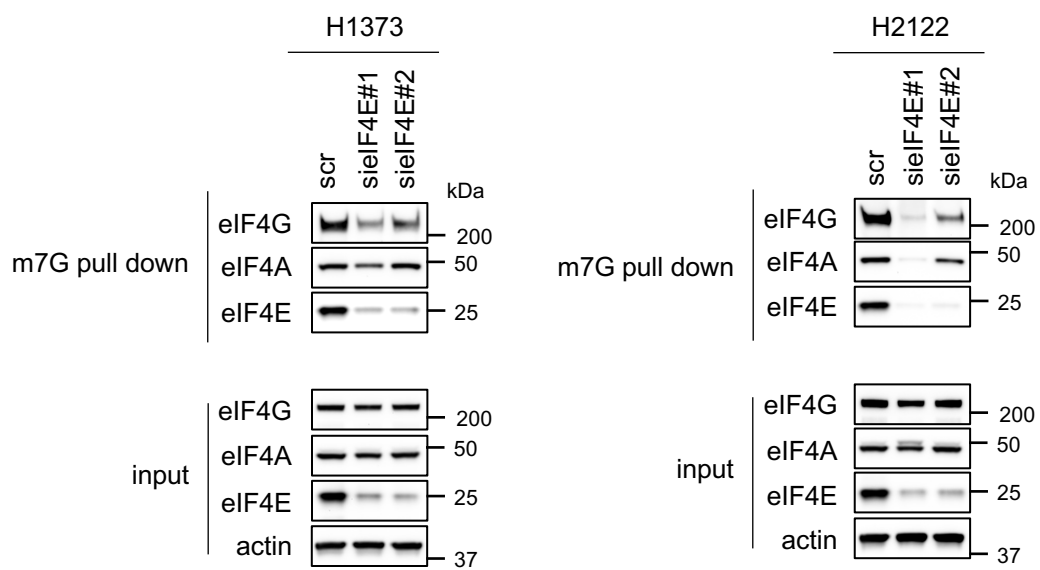 H1373
scr
sieIF4E#1
sieIF4E#2
kDa
m7G pull down
eIF4G
200
eIF4A
50
eIF4E
25
input
eIF4G
200
eIF4A
50
eIF4E
25
actin
37
H2122
scr
sieIF4E#1
sieIF4E#2
kDa
m7G pull down
eIF4G
200
eIF4A
50
eIF4E
25
input
eIF4G
200
eIF4A
50
eIF4E
25
actin
37